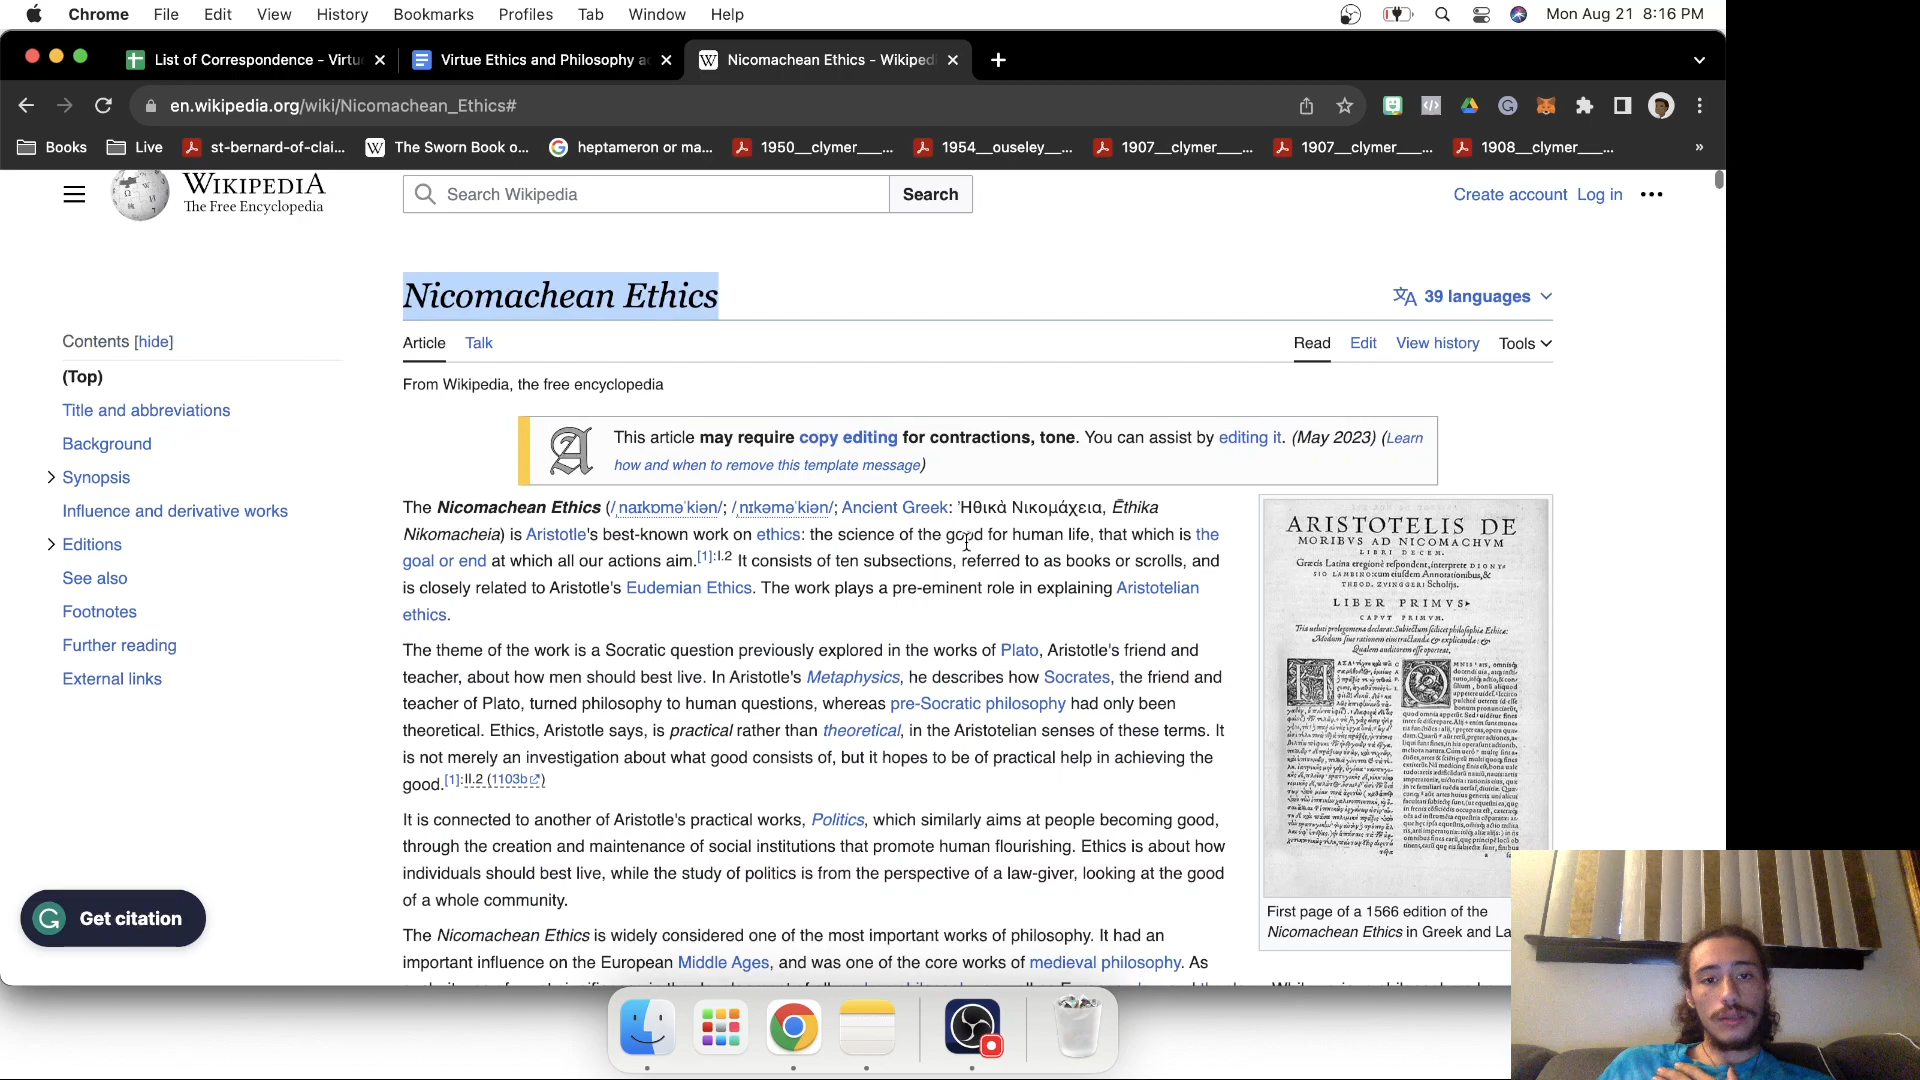 Chrome File Edit View History Bookmarks Profiles Tab Window Help Mon Aug 21 8:16 PM
List of Correspondence - Virtu Virtue Ethics and Philosophy a Nicomachean Ethics - Wikiped
en.wikipedia.org/wiki/Nicomachean_Ethics#
Books Live st-bernard-of-clai... The Sworn Book o... heptameron or ma... 1950__clymer____... 1954__ouseley___... 1907__clymer____... 1907__clymer____... 1908__clymer____... »
WIKIPEDIA
The Free Encyclopedia
Search Wikipedia Search Create account Log in •••
Nicomachean Ethics
39 languages
Contents [hide]
(Top)
Title and abbreviations
Background
Synopsis
Influence and derivative works
Editions
See also
Footnotes
Further reading
External links
Article Talk Read Edit View history Tools
From Wikipedia, the free encyclopedia
This article may require copy editing for contractions, tone. You can assist by editing it. (May 2023) (Learn
how and when to remove this template message)
The Nicomachean Ethics (/ˌnaɪkɒməˈkiən/; /ˌnɪkəməˈkiən/; Ancient Greek: Ἠθικὰ Νικομάχεια, Ēthika
Nikomacheia) is Aristotle's best-known work on ethics: the science of the good for human life, that which is the
goal or end at which all our actions aim.[1]:I.2 It consists of ten subsections, referred to as books or scrolls, and
is closely related to Aristotle's Eudemian Ethics. The work plays a pre-eminent role in explaining Aristotelian
ethics.
The theme of the work is a Socratic question previously explored in the works of Plato, Aristotle's friend and
teacher, about how men should best live. In Aristotle's Metaphysics, he describes how Socrates, the friend and
teacher of Plato, turned philosophy to human questions, whereas pre-Socratic philosophy had only been
theoretical. Ethics, Aristotle says, is practical rather than theoretical, in the Aristotelian senses of these terms. It
is not merely an investigation about what good consists of, but it hopes to be of practical help in achieving the
good.[1]:II.2 (1103b)
It is connected to another of Aristotle's practical works, Politics, which similarly aims at people becoming good,
through the creation and maintenance of social institutions that promote human flourishing. Ethics is about how
individuals should best live, while the study of politics is from the perspective of a law-giver, looking at the good
of a whole community.
The Nicomachean Ethics is widely considered one of the most important works of philosophy. It had an
important influence on the European Middle Ages, and was one of the core works of medieval philosophy. As
ARISTOTELIS DE
MORIBVS AD NICOMACHVM
LIBRI DECEM.
LIBER PRIMVS
CAPVT PRIMVM.
First page of a 1566 edition of the
Nicomachean Ethics in Greek and La
Get citation